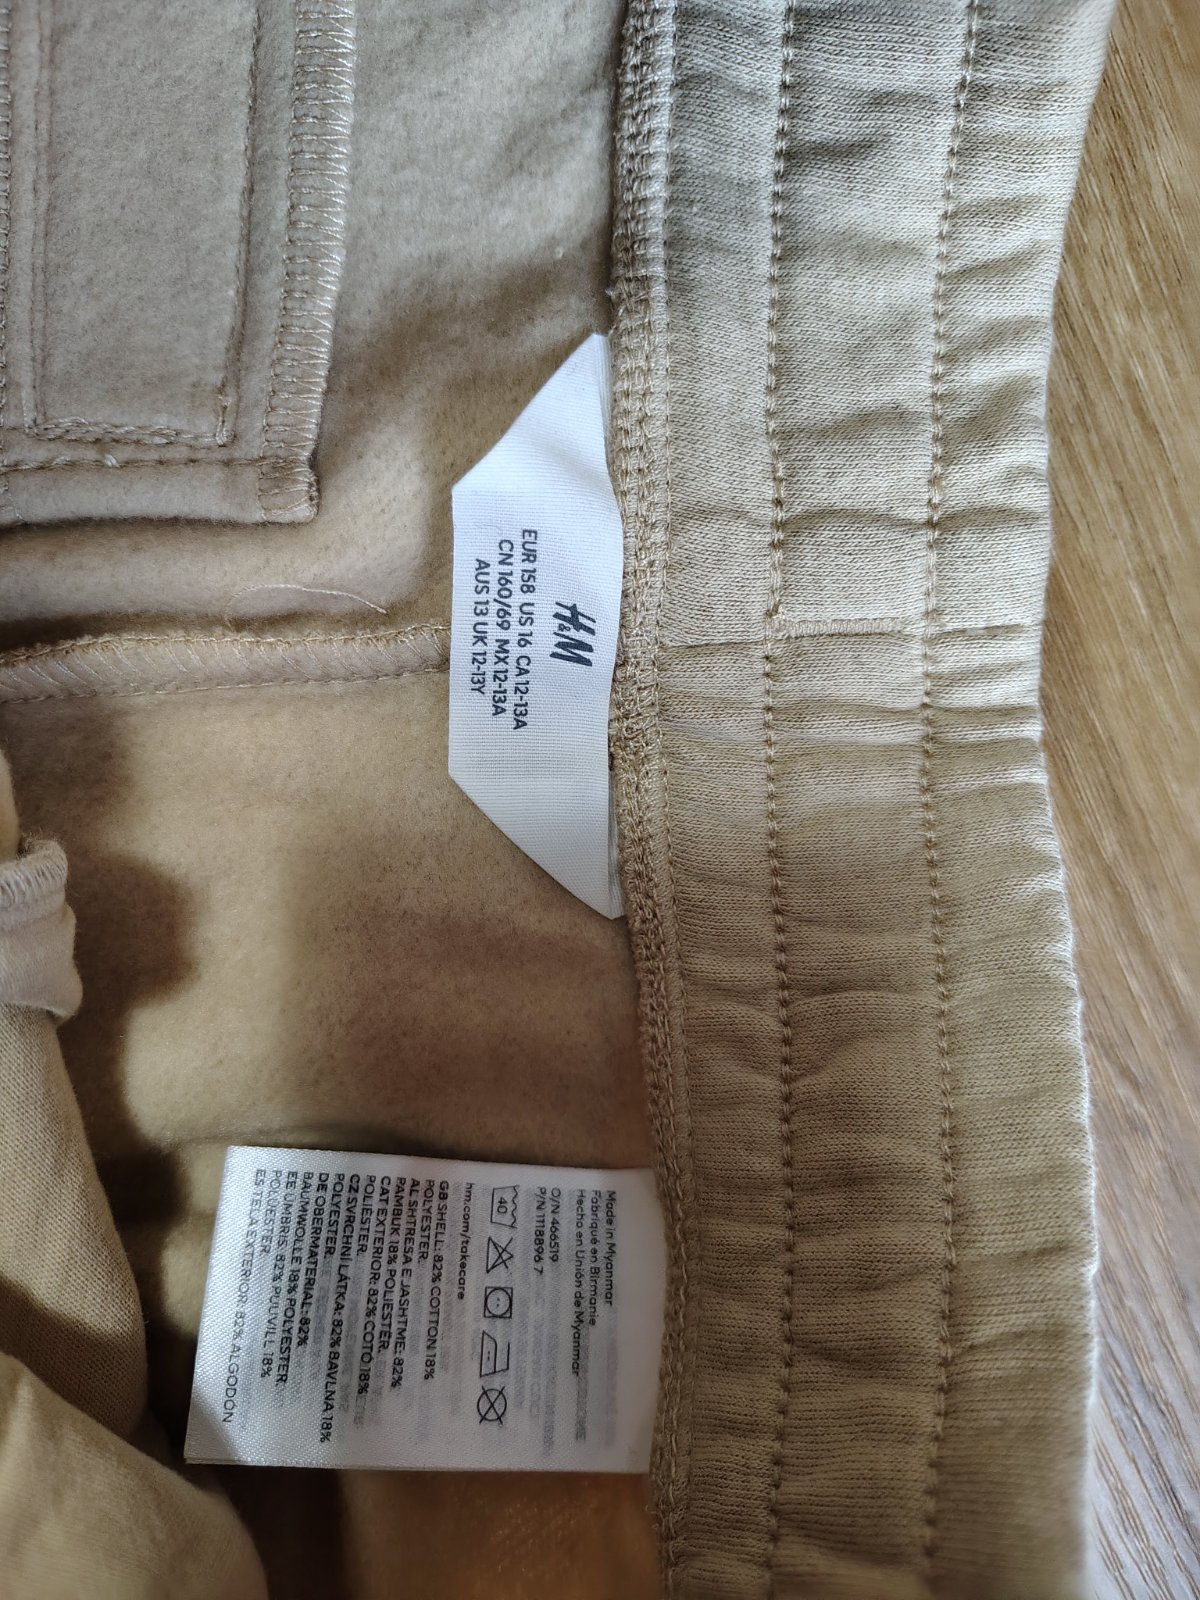 H&M
EUR 158 US 16 CA 12-13A
CN 160/69 MX 12-13A
AUS 13 UK 12-13Y
Made in Myanmar
Fabriqué en Birmanie
Hecho en Unión de Myanmar
O/N 466519
P/N 1118896 7
40
hm.com/takecare
GB SHELL: 82% COTTON 18%
POLYESTER.
AL SHTRESA E JASHTME: 82%
PAMBUK 18% POLIESTER.
CAT EXTERIOR: 82% COTÓ 18%
POLIÈSTER.
CZ SVRCHNÍ LÁTKA: 82% BAVLNA 18%
POLYESTER.
DE OBERMATERIAL: 82%
BAUMWOLLE 18% POLYESTER.
EE ÜMBRIS: 82% PUUVILL 18%
POLÜESTER.
ES TELA EXTERIOR: 82% ALGODÓN